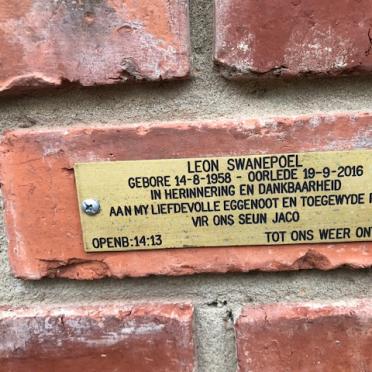 LEON SWANEPOEL
GEBORE 14-8-1958 - OORLEDE 19-9-2016
IN HERINNERING EN DANKBAARHEID
AAN MY LIEFDEVOLLE EGGENOOT EN TOEGEWYDE
VIR ONS SEUN JACO
OPENB:14:13 TOT ONS WEER